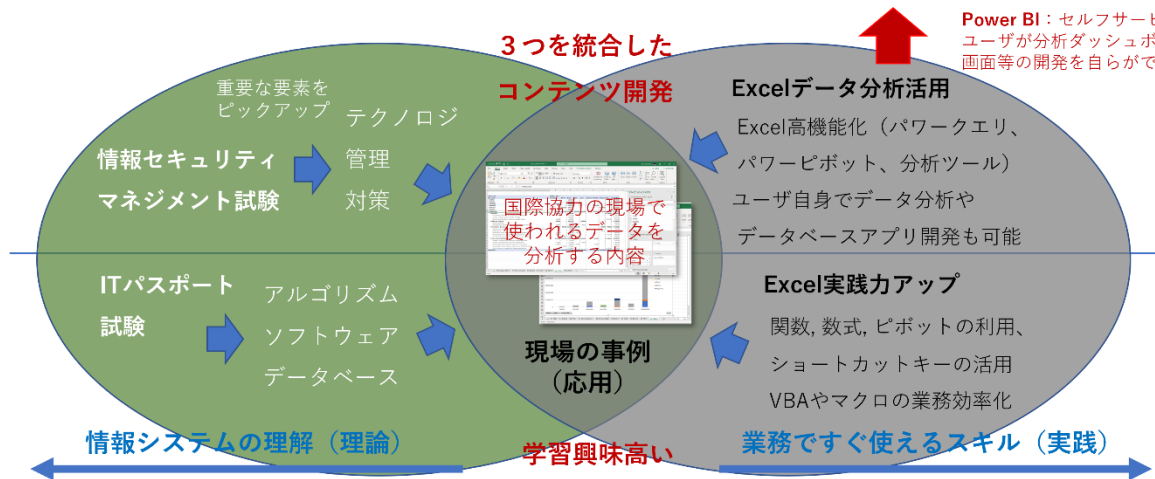 ３つを統合した
コンテンツ開発
Power BI：セルフサービ
ユーザが分析ダッシュボ
画面等の開発を自らがで
重要な要素を
ピックアップ
情報セキュリティ
マネジメント試験
テクノロジ
管理
対策
Excelデータ分析活用
Excel高機能化（パワークエリ、
パワーピボット、分析ツール）
ユーザ自身でデータ分析や
データベースアプリ開発も可能
国際協力の現場で
使われるデータを
分析する内容
ITパスポート
試験
アルゴリズム
ソフトウェア
データベース
現場の事例
（応用）
Excel実践力アップ
関数, 数式, ピボットの利用、
ショートカットキーの活用
VBAやマクロの業務効率化
情報システムの理解（理論）
学習興味高い
業務ですぐ使えるスキル（実践）